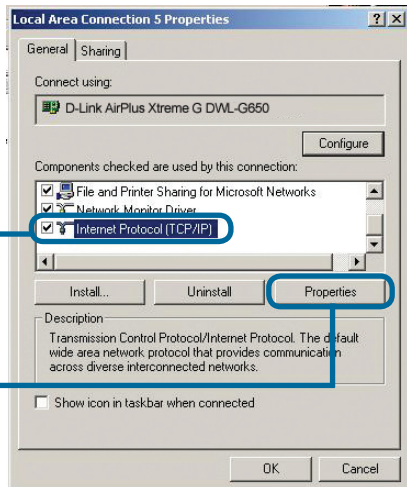 Local Area Connection 5 Properties
General
Sharing
Connect using:
D-Link AirPlus Xtreme G DWL-G650
Configure
Components checked are used by this connection:
File and Printer Sharing for Microsoft Networks
Network Monitor Driver
Internet Protocol (TCP/IP)
Install...
Uninstall
Properties
Description
Transmission Control Protocol/Internet Protocol. The default
wide area network protocol that provides communication
across diverse interconnected networks.
Show icon in taskbar when connected
OK
Cancel